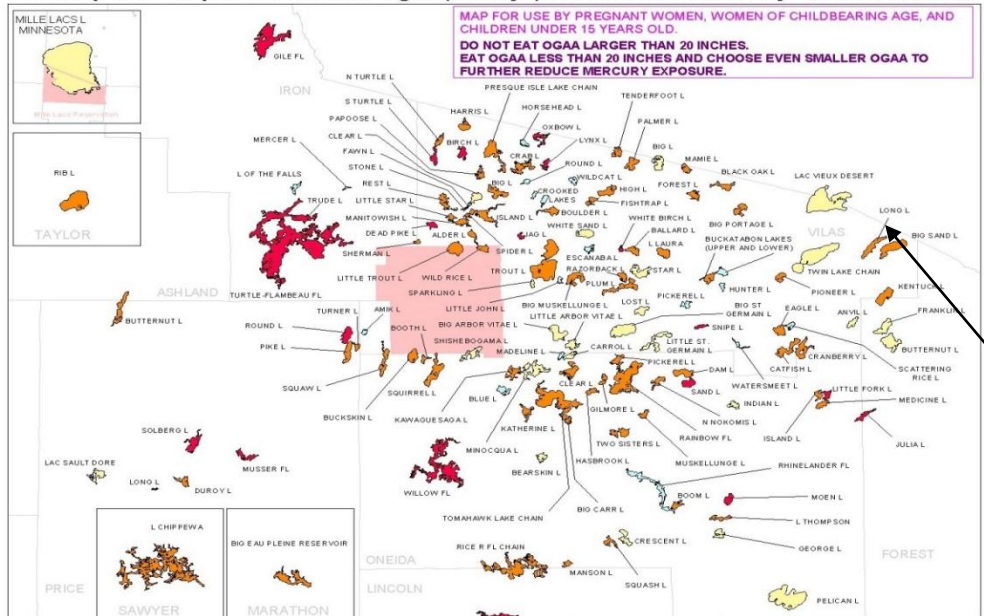 MILLE LACS L
MINNESOTA
Mille Lacs Reservation
MAP FOR USE BY PREGNANT WOMEN, WOMEN OF CHILDBEARING AGE, AND
CHILDREN UNDER 15 YEARS OLD.
DO NOT EAT OGAA LARGER THAN 20 INCHES.
EAT OGAA LESS THAN 20 INCHES AND CHOOSE EVEN SMALLER OGAA TO
FURTHER REDUCE MERCURY EXPOSURE.
GILE FL
IRON
N TURTLE L
PRESQUE ISLE LAKE CHAIN
S TURTLE L
HARRIS L
HORSEHEAD L
TENDERFOOT L
PAPOOSE L
OXBOW L
PALMER L
CLEAR L
BIRCH L
LYNX L
MERCER L
FAWN L
CRAB L
BIG L
MAMIE L
STONE L
ROUND L
BLACK OAK L
RIB L
L OF THE FALLS
REST L
BIG L
WILDCAT L
FOREST L
LAC VIEUX DESERT
CROOKED
LAKES
HIGH L
TRUDE L
LITTLE STAR L
FISHTRAP L
LONG L
MANITOWISH L
ISLAND L
BOULDER L
WHITE BIRCH L
BIG PORTAGE L
DEAD PIKE L
WHITE SAND L
BALLARD L
VILAS
TAYLOR
ALDER L
JAG L
BUCKATABON LAKES
(UPPER AND LOWER)
BIG SAND L
SHERMAN L
SPIDER L
ESCANABA L
L LAURA
LITTLE TROUT L
TROUT L
RAZORBACK L
STAR L
TWIN LAKE CHAIN
WILD RICE L
PLUM L
HUNTER L
PIONEER L
KENTUCK L
ASHLAND
TURTLE-FLAMBEAU FL
SPARKLING L
BIG MUSKELLUNGE L
LOST L
PICKEREL L
LITTLE JOHN L
BIG ST
GERMAIN L
EAGLE L
ANVIL L
FRANKLIN L
BUTTERNUT L
TURNER L
AMIK L
LITTLE ARBOR VITAE L
ROUND L
BOOTH L
BIG ARBOR VITAE L
SNIPE L
SHISHEBOGAMA L
LITTLE ST.
GERMAIN L
BUTTERNUT L
PIKE L
MADELINE L
CARROL L
PICKEREL L
CRANBERRY L
SCATTERING
RICE L
CATFISH L
SQUAW L
SQUIRREL L
BLUE L
CLEAR L
DAM L
WATERSMEET L
LITTLE FORK L
SAND L
BUCKSKIN L
KAWAGUESAGA L
GILMORE L
INDIAN L
MEDICINE L
N NOKOMIS L
KATHERINE L
RAINBOW FL
ISLAND L
SOLBERG L
MINOCQUA L
TWO SISTERS L
JULIA L
MUSSER FL
HASBROOK L
MUSKELLUNGE L
LAC SAULT DORE
BEARSKIN L
RHINELANDER FL
LONG L
DUROY L
WILLOW FL
BIG CARR L
BOOM L
MOEN L
TOMAHAWK LAKE CHAIN
L THOMPSON
L CHIPPEWA
BIG EAU PLEINE RESERVOIR
RICE R FL CHAIN
CRESCENT L
GEORGE L
ONEIDA
FOREST
MANSON L
SQUASH L
PRICE
LINCOLN
SAWYER
MARATHON
PELICAN L